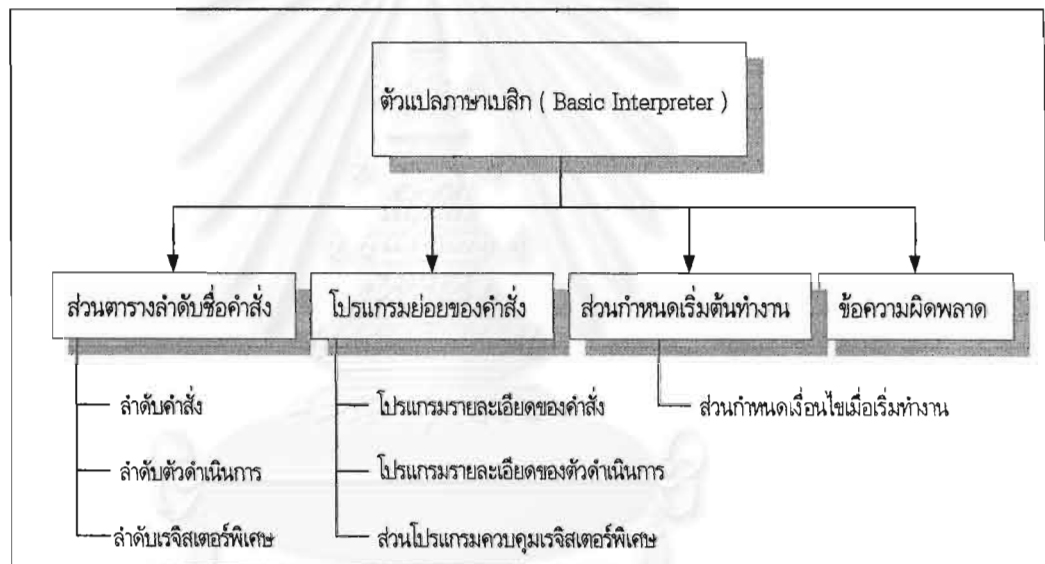 ตัวแปลภาษาเบสิก ( Basic Interpreter )
ส่วนตารางลำดับชื่อคำสั่ง
โปรแกรมย่อยของคำสั่ง
ส่วนกำหนดเริ่มต้นทำงาน
ข้อความผิดพลาด
ลำดับคำสั่ง
โปรแกรมรายละเอียดของคำสั่ง
ส่วนกำหนดเงื่อนไขเมื่อเริ่มทำงาน
ลำดับตัวดำเนินการ
โปรแกรมรายละเอียดของตัวดำเนินการ
ลำดับเรจิสเตอร์พิเศษ
ส่วนโปรแกรมควบคุมเรจิสเตอร์พิเศษ